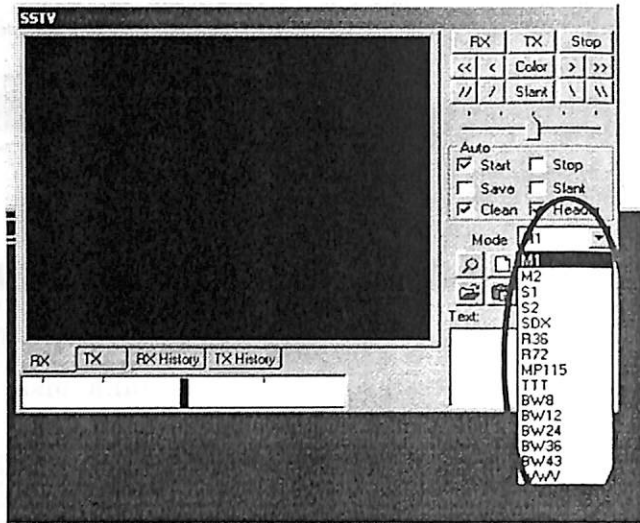 SSTV
RX TX Stop
<< < Color > >>
// / Slant \ \\
Auto
Start Stop
Save Slant
Clean Header
Mode M1
M1
M2
S1
S2
SDX
R36
R72
MP115
TTT
BW8
BW12
BW24
BW36
BW43
WWV
Text:
RX TX RX History TX History